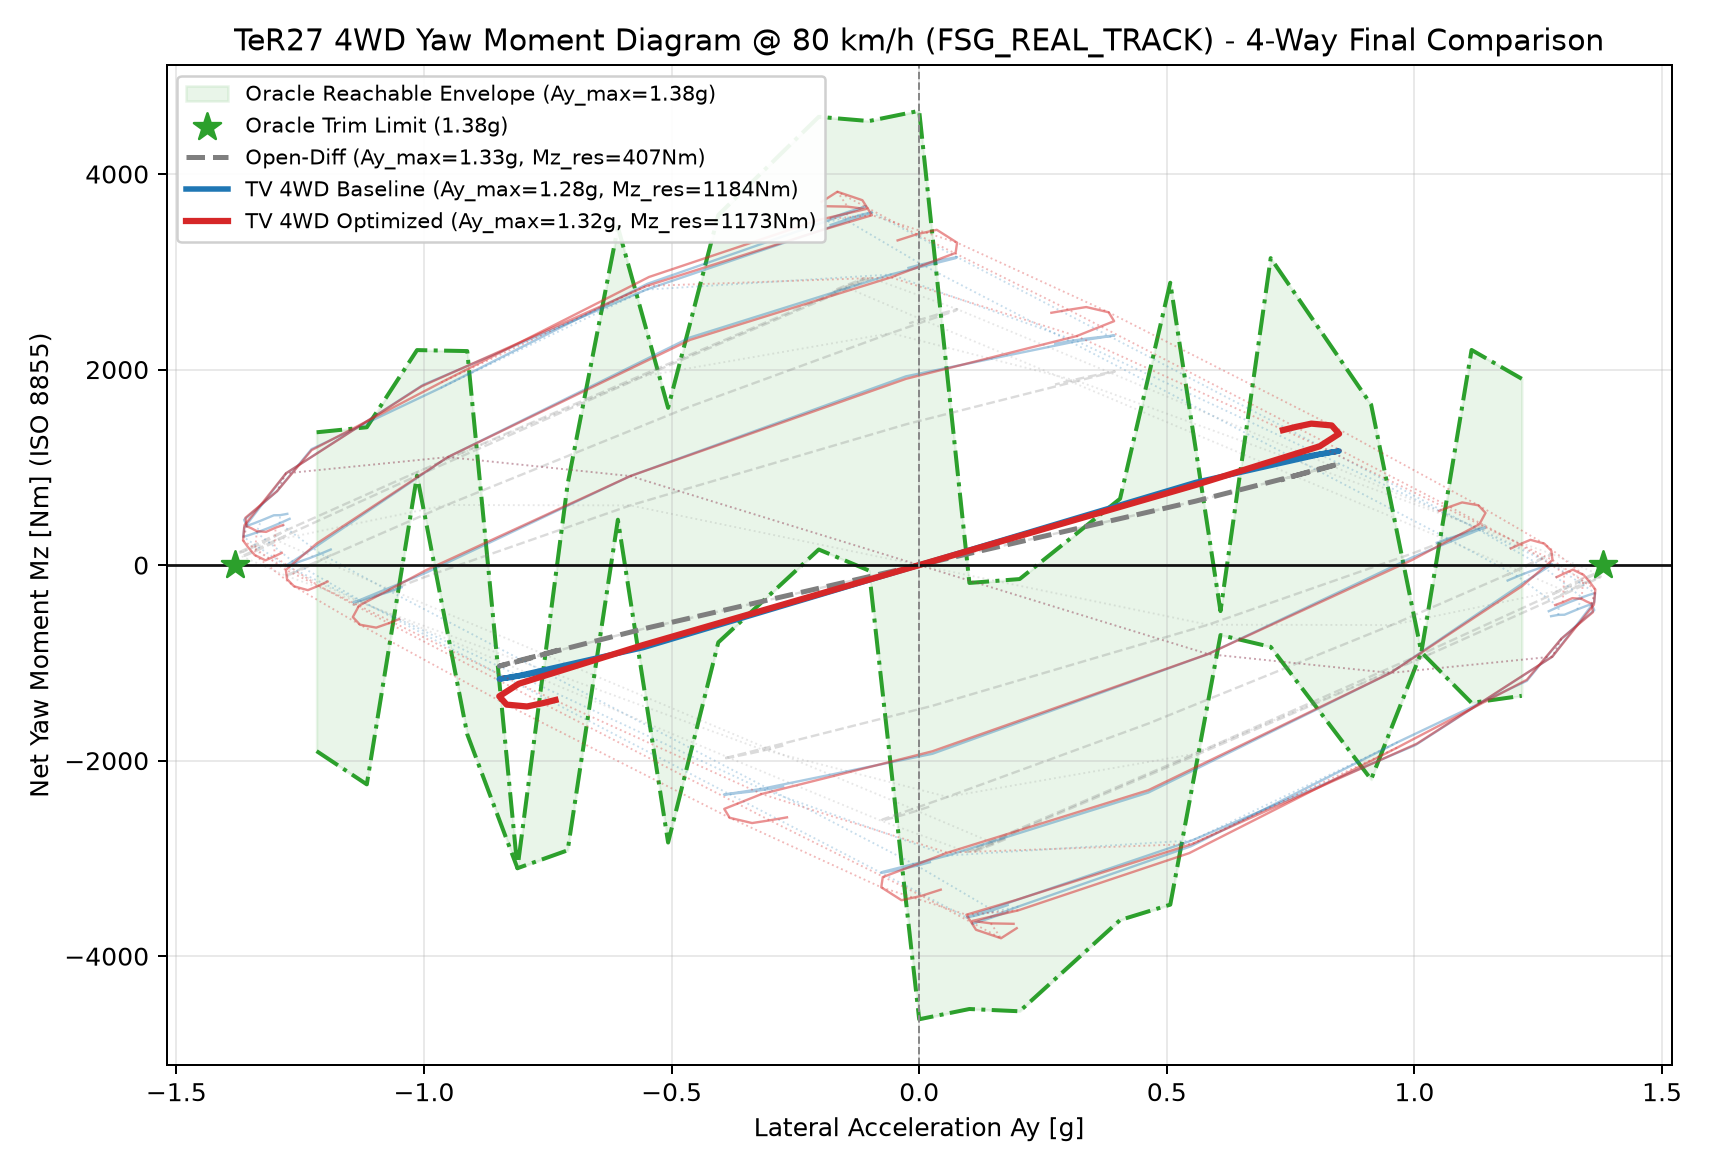 TeR27 4WD Yaw Moment Diagram @ 80 km/h (FSG_REAL_TRACK) - 4-Way Final Comparison
Oracle Reachable Envelope (Ay_max=1.38g)
Oracle Trim Limit (1.38g)
Open-Diff (Ay_max=1.33g, Mz_res=407Nm)
TV 4WD Baseline (Ay_max=1.28g, Mz_res=1184Nm)
TV 4WD Optimized (Ay_max=1.32g, Mz_res=1173Nm)
Net Yaw Moment Mz [Nm] (ISO 8855)
4000
2000
0
−2000
−4000
−1.5
−1.0
−0.5
0.0
0.5
1.0
1.5
Lateral Acceleration Ay [g]